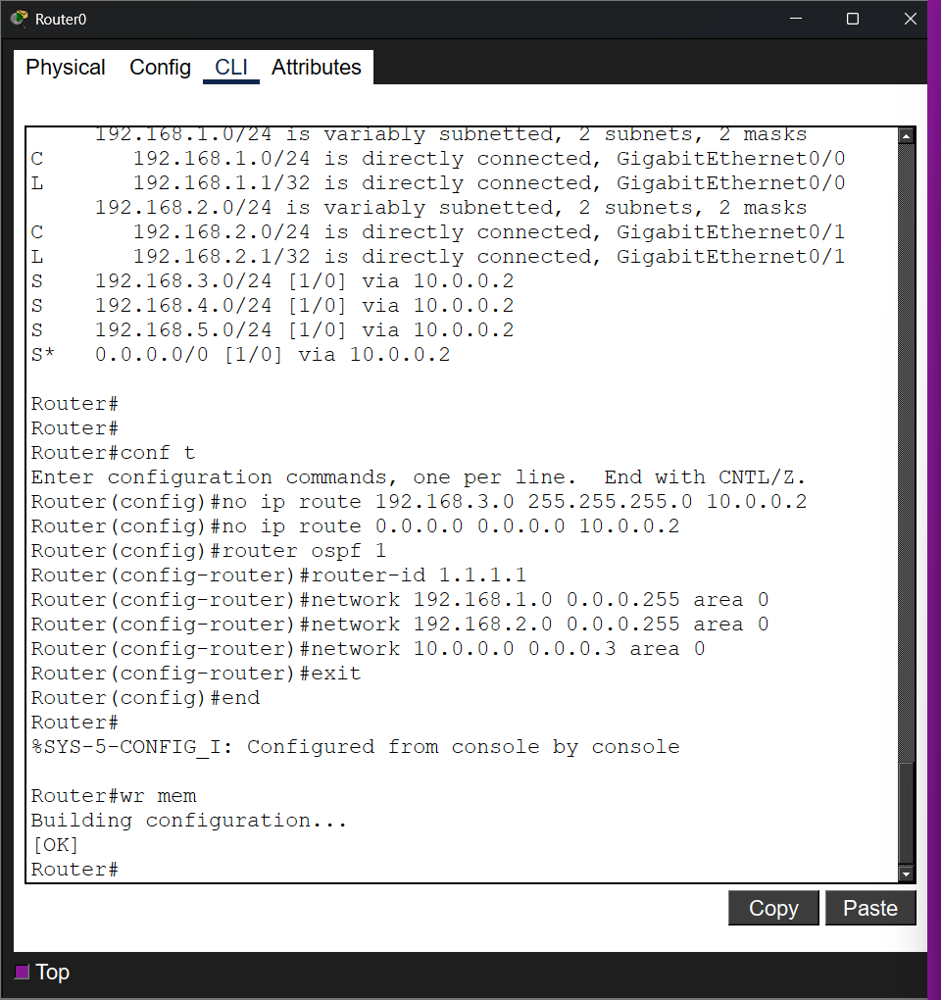 Router0
Physical Config CLI Attributes
192.168.1.0/24 is variably subnetted, 2 subnets, 2 masks
C 192.168.1.0/24 is directly connected, GigabitEthernet0/0
L 192.168.1.1/32 is directly connected, GigabitEthernet0/0
192.168.2.0/24 is variably subnetted, 2 subnets, 2 masks
C 192.168.2.0/24 is directly connected, GigabitEthernet0/1
L 192.168.2.1/32 is directly connected, GigabitEthernet0/1
S 192.168.3.0/24 [1/0] via 10.0.0.2
S 192.168.4.0/24 [1/0] via 10.0.0.2
S 192.168.5.0/24 [1/0] via 10.0.0.2
S* 0.0.0.0/0 [1/0] via 10.0.0.2
Router#
Router#
Router#conf t
Enter configuration commands, one per line. End with CNTL/Z.
Router(config)#no ip route 192.168.3.0 255.255.255.0 10.0.0.2
Router(config)#no ip route 0.0.0.0 0.0.0.0 10.0.0.2
Router(config)#router ospf 1
Router(config-router)#router-id 1.1.1.1
Router(config-router)#network 192.168.1.0 0.0.0.255 area 0
Router(config-router)#network 192.168.2.0 0.0.0.255 area 0
Router(config-router)#network 10.0.0.0 0.0.0.3 area 0
Router(config-router)#exit
Router(config)#end
Router#
%SYS-5-CONFIG_I: Configured from console by console
Router#wr mem
Building configuration...
[OK]
Router#
Copy Paste
Top